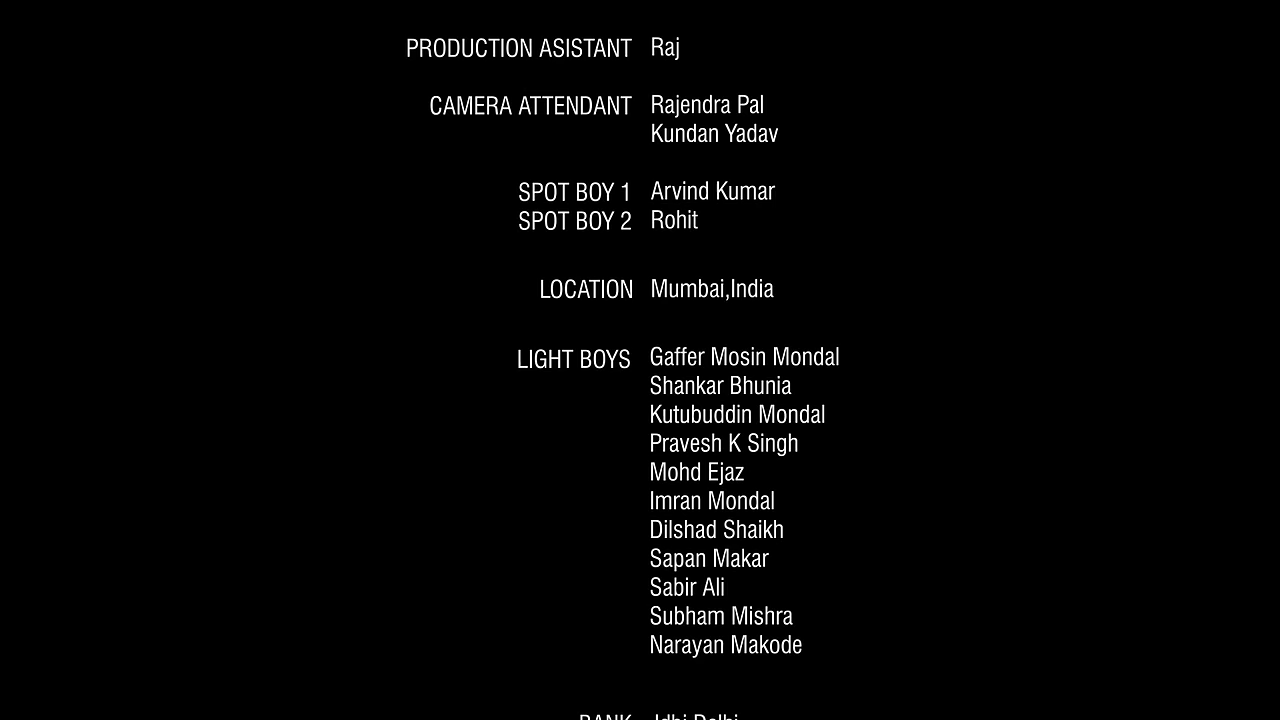 PRODUCTION ASISTANT Raj
CAMERA ATTENDANT Rajendra Pal
Kundan Yadav
SPOT BOY 1 Arvind Kumar
SPOT BOY 2 Rohit
LOCATION Mumbai,India
LIGHT BOYS Gaffer Mosin Mondal
Shankar Bhunia
Kutubuddin Mondal
Pravesh K Singh
Mohd Ejaz
Imran Mondal
Dilshad Shaikh
Sapan Makar
Sabir Ali
Subham Mishra
Narayan Makode
BANK